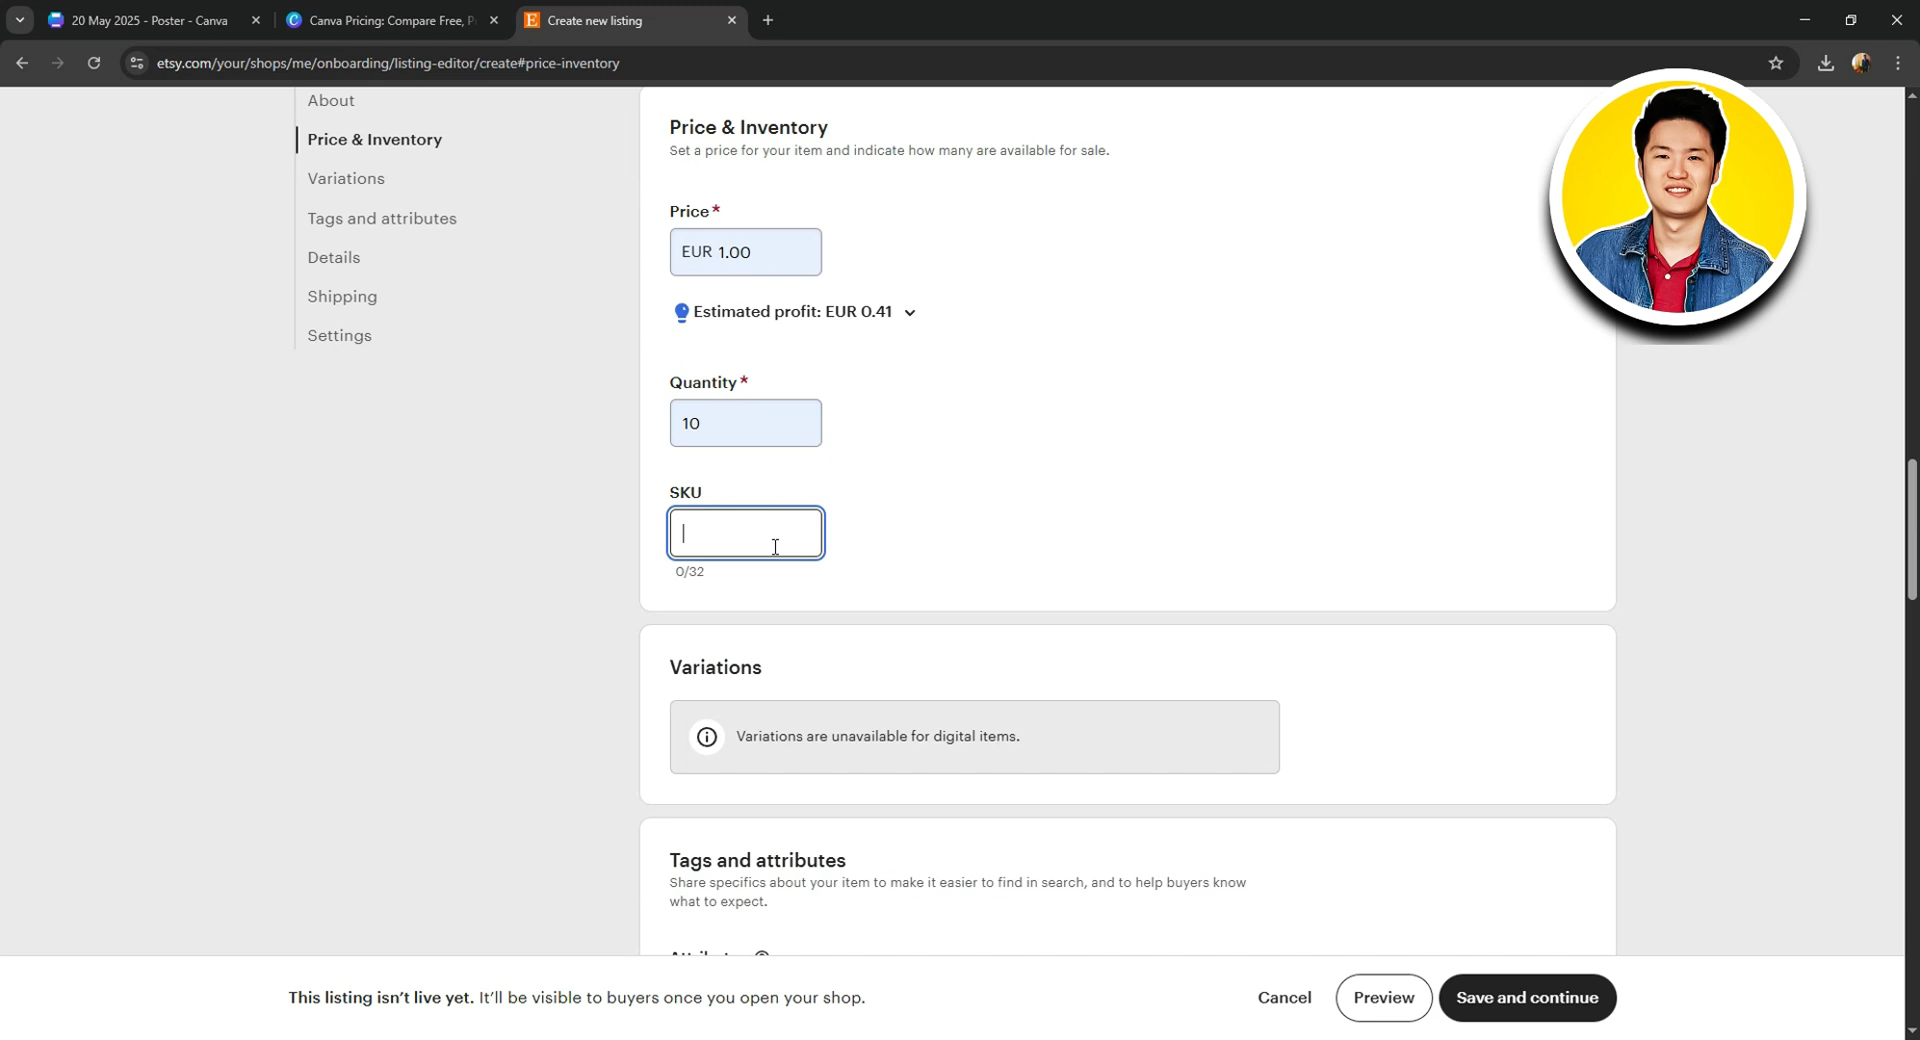 20 May 2025 - Poster - Canva
Canva Pricing: Compare Free, P
Create new listing
etsy.com/your/shops/me/onboarding/listing-editor/create#price-inventory
About
Price & Inventory
Variations
Tags and attributes
Details
Shipping
Settings
Price & Inventory
Set a price for your item and indicate how many are available for sale.
Price*
EUR 1.00
Estimated profit: EUR 0.41
Quantity*
10
SKU
0/32
Variations
Variations are unavailable for digital items.
Tags and attributes
Share specifics about your item to make it easier to find in search, and to help buyers know
what to expect.
This listing isn't live yet. It'll be visible to buyers once you open your shop.
Cancel
Preview
Save and continue